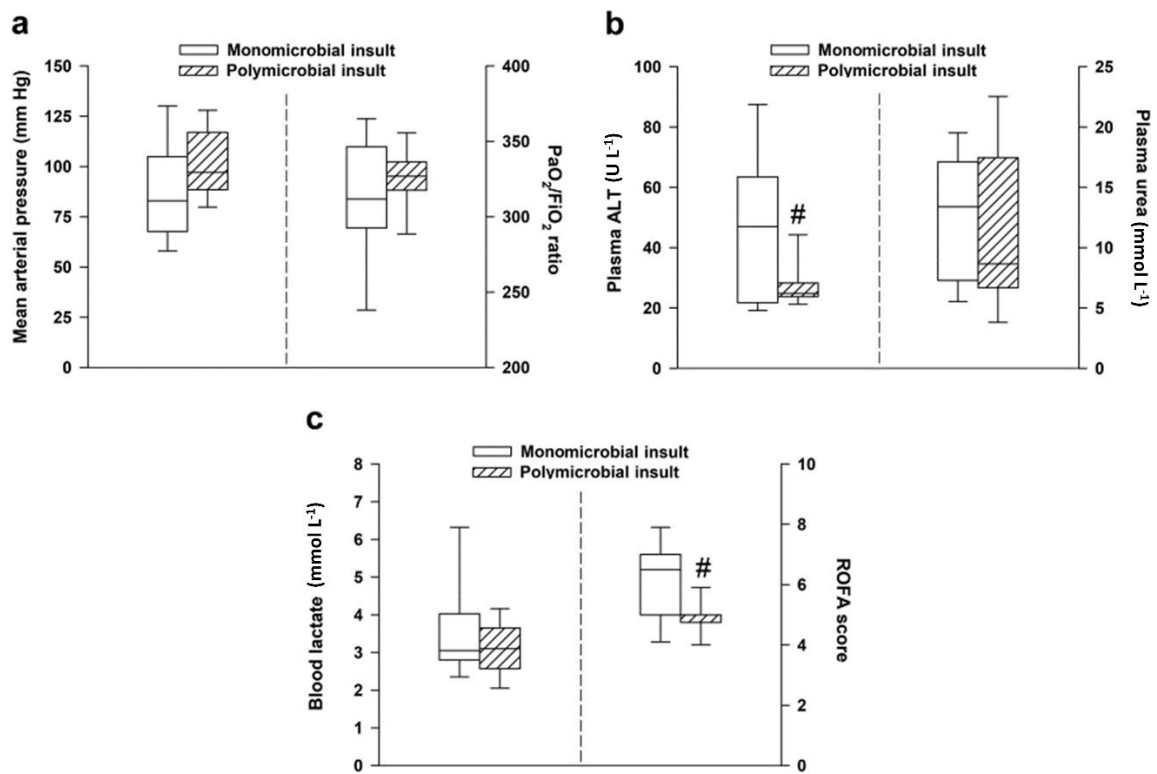 a
Monomicrobial insult
Polymicrobial insult
150
125
100
75
50
25
0
Mean arterial pressure (mm Hg)
400
350
300
250
200
PaO₂/FiO₂ ratio
b
Monomicrobial insult
Polymicrobial insult
100
80
60
40
20
0
Plasma ALT (U L⁻¹)
#
25
20
15
10
5
0
Plasma urea (mmol L⁻¹)
c
Monomicrobial insult
Polymicrobial insult
8
7
6
5
4
3
2
1
0
Blood lactate (mmol L⁻¹)
#
10
8
6
4
2
0
ROFA score